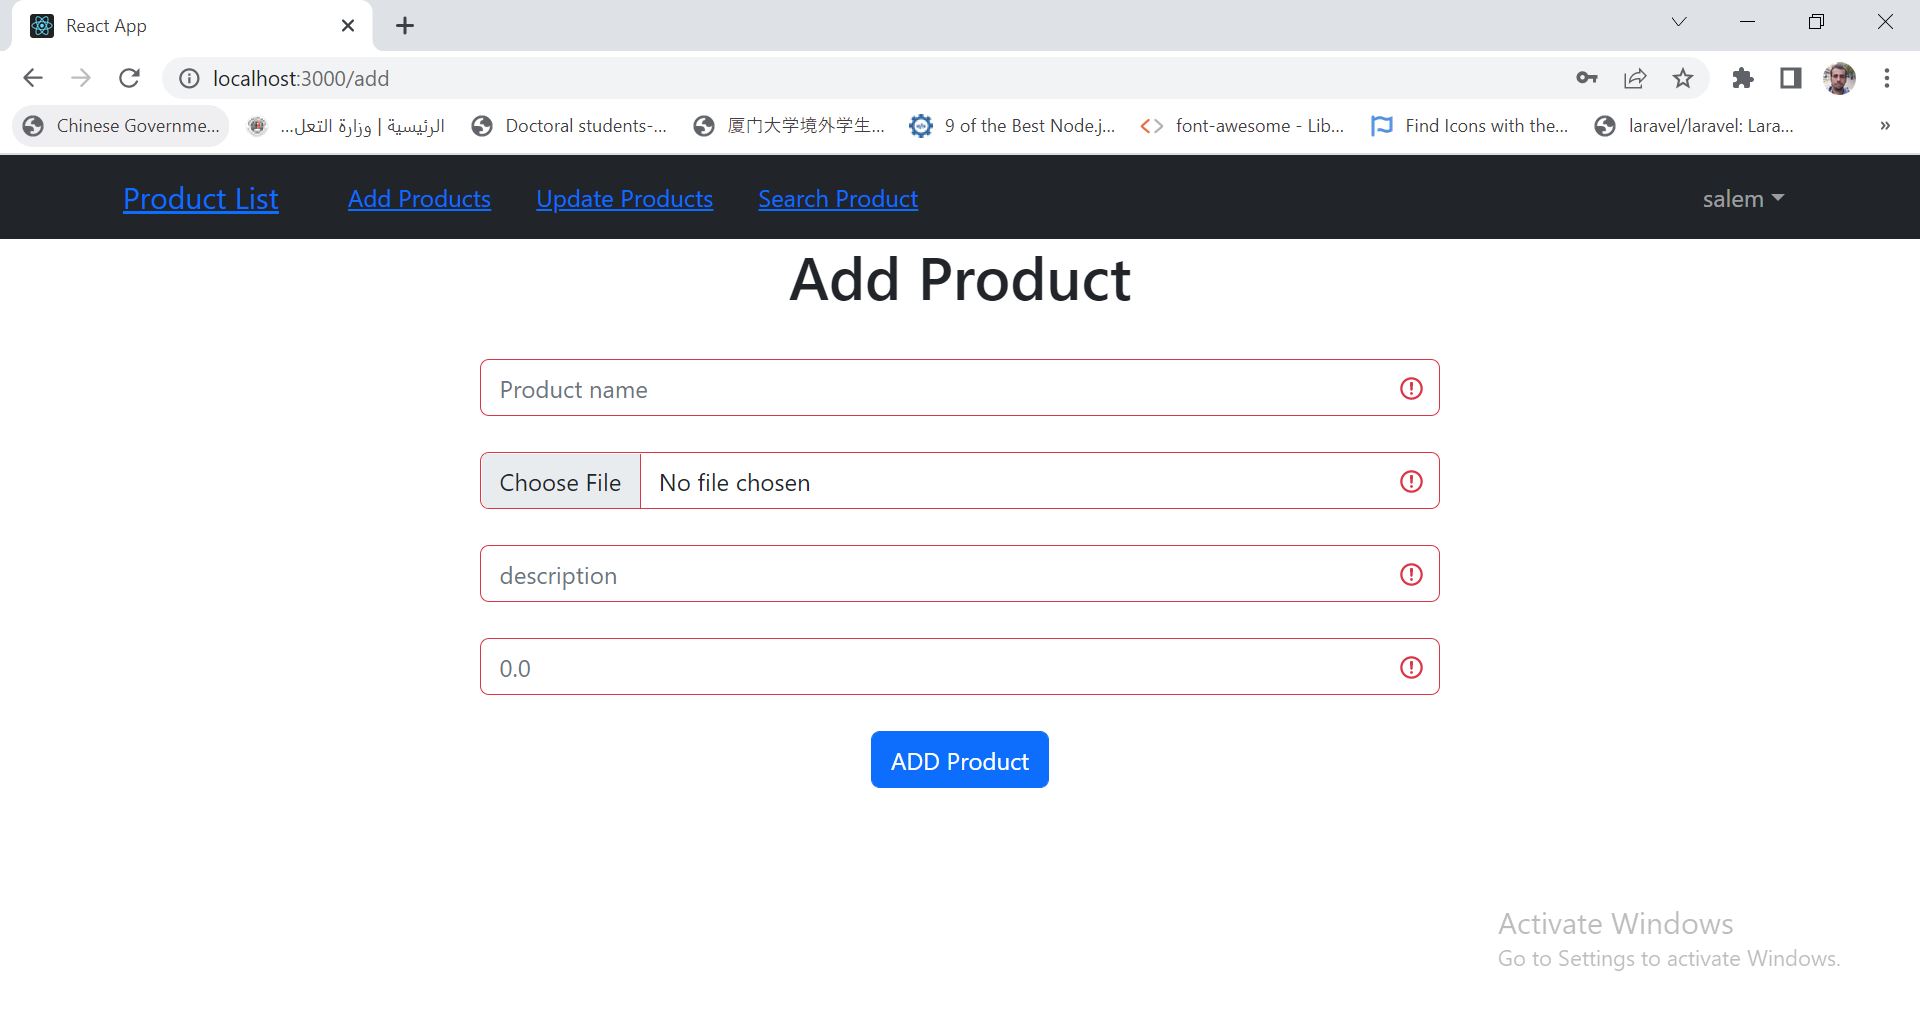 React App
localhost:3000/add
Chinese Governme...
الرئيسية | وزارة التعل...
Doctoral students-...
厦门大学境外学生...
9 of the Best Node.j...
font-awesome - Lib...
Find Icons with the...
laravel/laravel: Lara...
»
Product List
Add Products
Update Products
Search Product
salem
Add Product
Product name
Choose File
No file chosen
description
0.0
ADD Product
Activate Windows
Go to Settings to activate Windows.